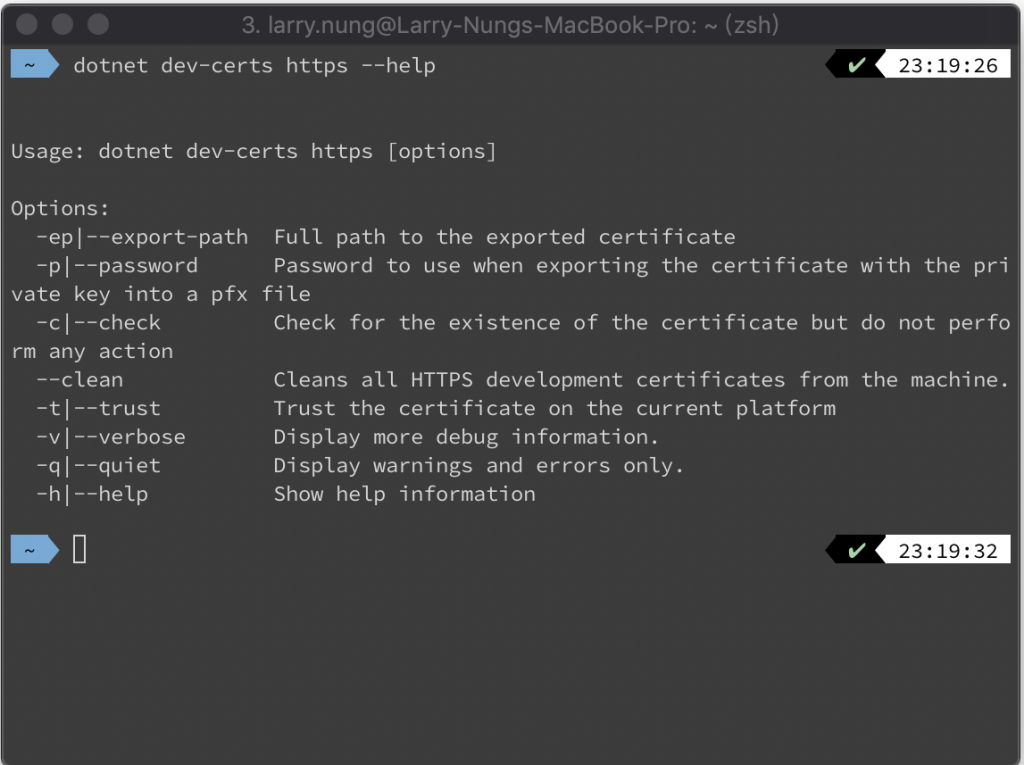 3. larry.nung@Larry-Nungs-MacBook-Pro: ~ (zsh)
~ dotnet dev-certs https --help ✔ 23:19:26
Usage: dotnet dev-certs https [options]
Options:
-ep|--export-path Full path to the exported certificate
-p|--password Password to use when exporting the certificate with the pri
vate key into a pfx file
-c|--check Check for the existence of the certificate but do not perfo
rm any action
--clean Cleans all HTTPS development certificates from the machine.
-t|--trust Trust the certificate on the current platform
-v|--verbose Display more debug information.
-q|--quiet Display warnings and errors only.
-h|--help Show help information
~ ✔ 23:19:32